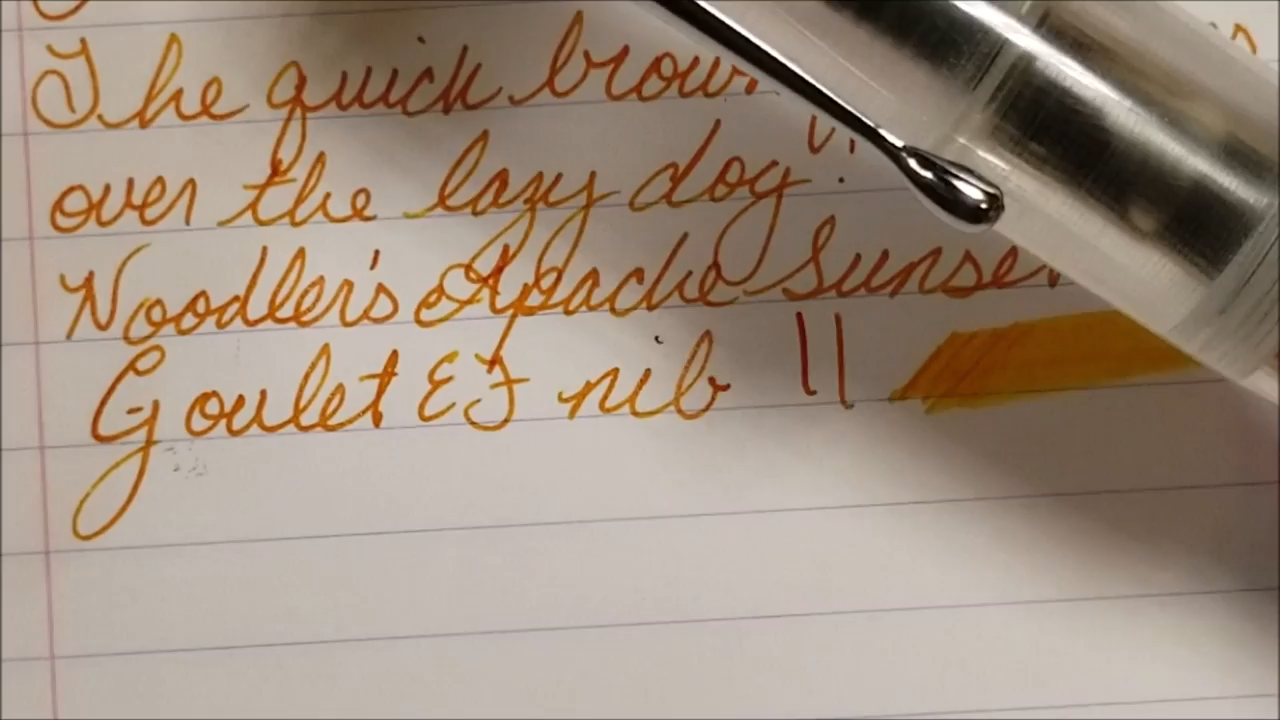 The quick brow
over the lazy dog!
Noodler's Apache Sunse
Goulet EF nib